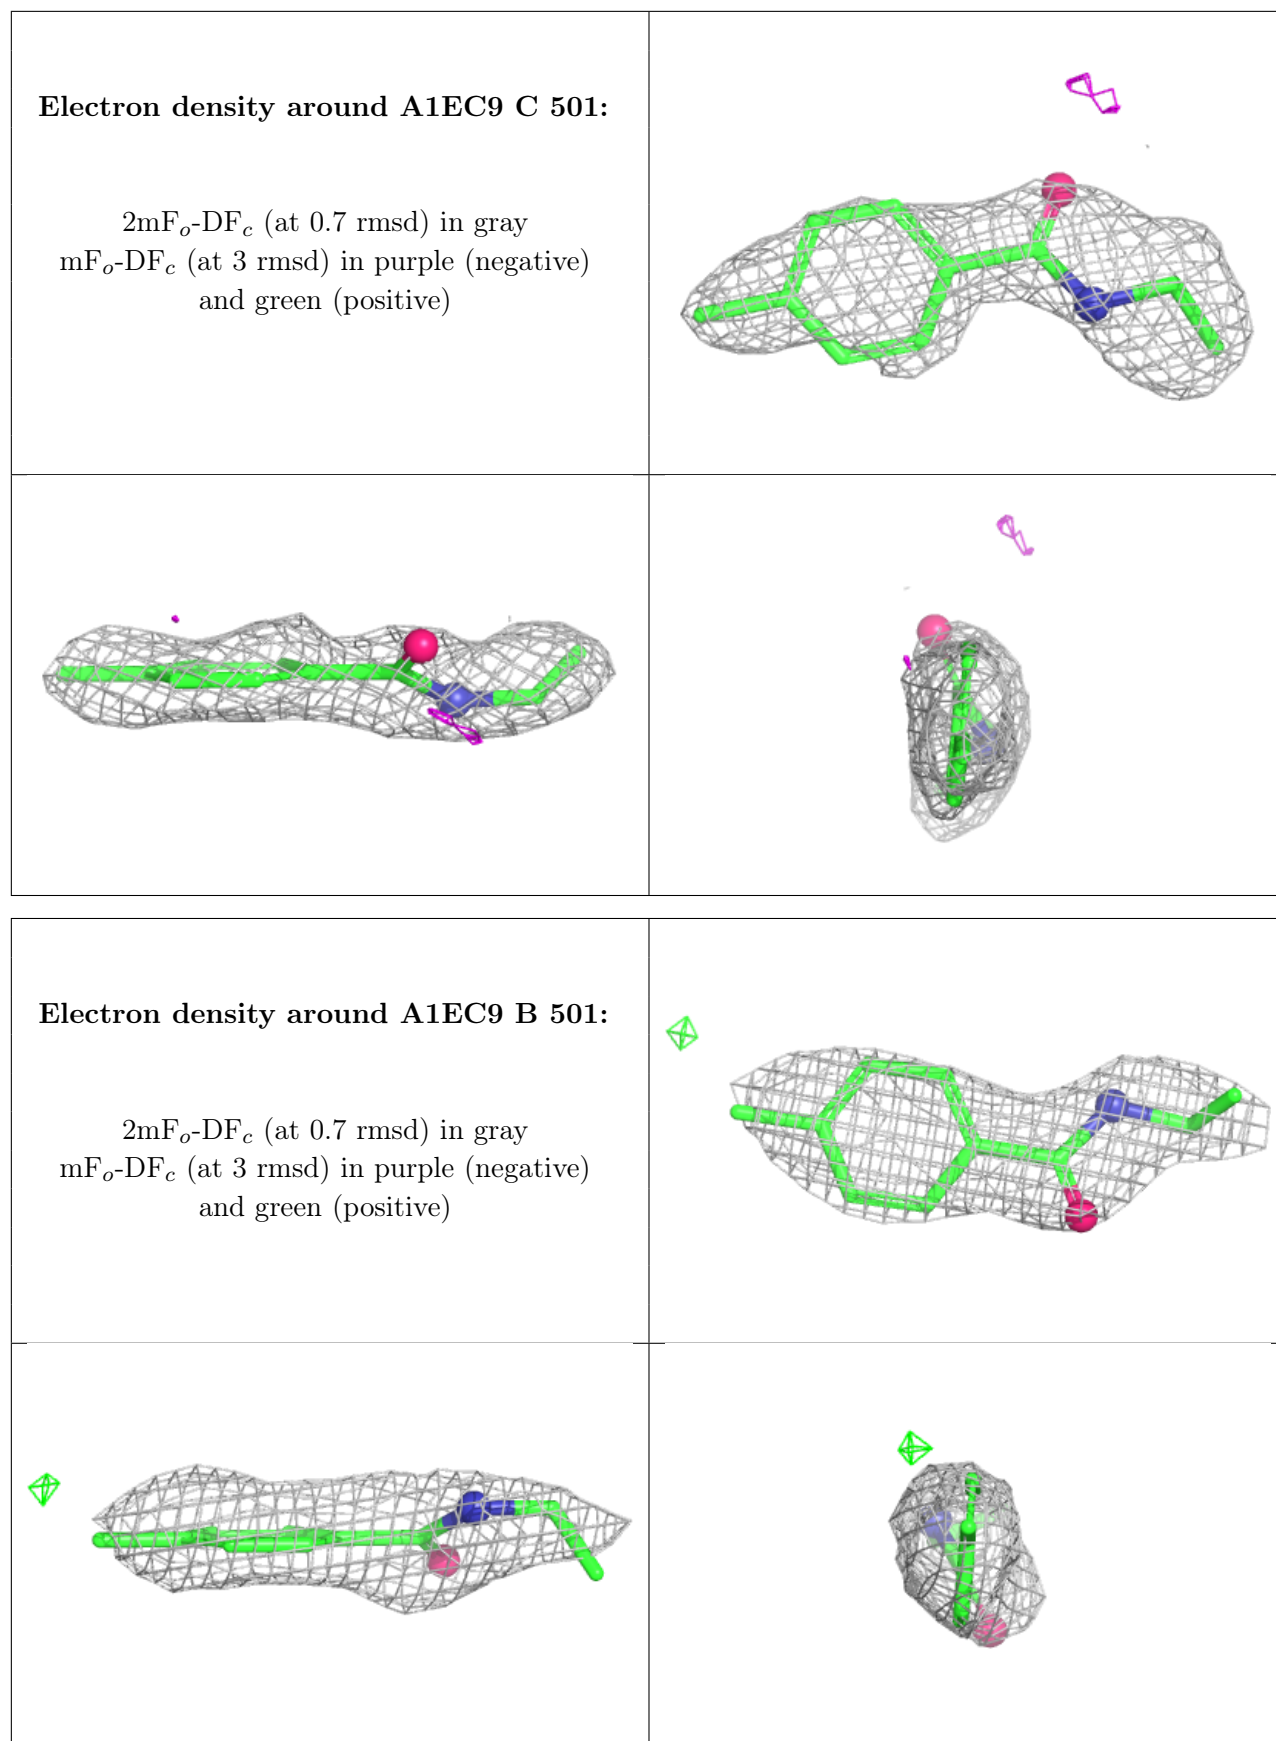 Electron density around A1EC9 C 501:
2mFo-DFc (at 0.7 rmsd) in gray
mFo-DFc (at 3 rmsd) in purple (negative)
and green (positive)
Electron density around A1EC9 B 501:
2mFo-DFc (at 0.7 rmsd) in gray
mFo-DFc (at 3 rmsd) in purple (negative)
and green (positive)